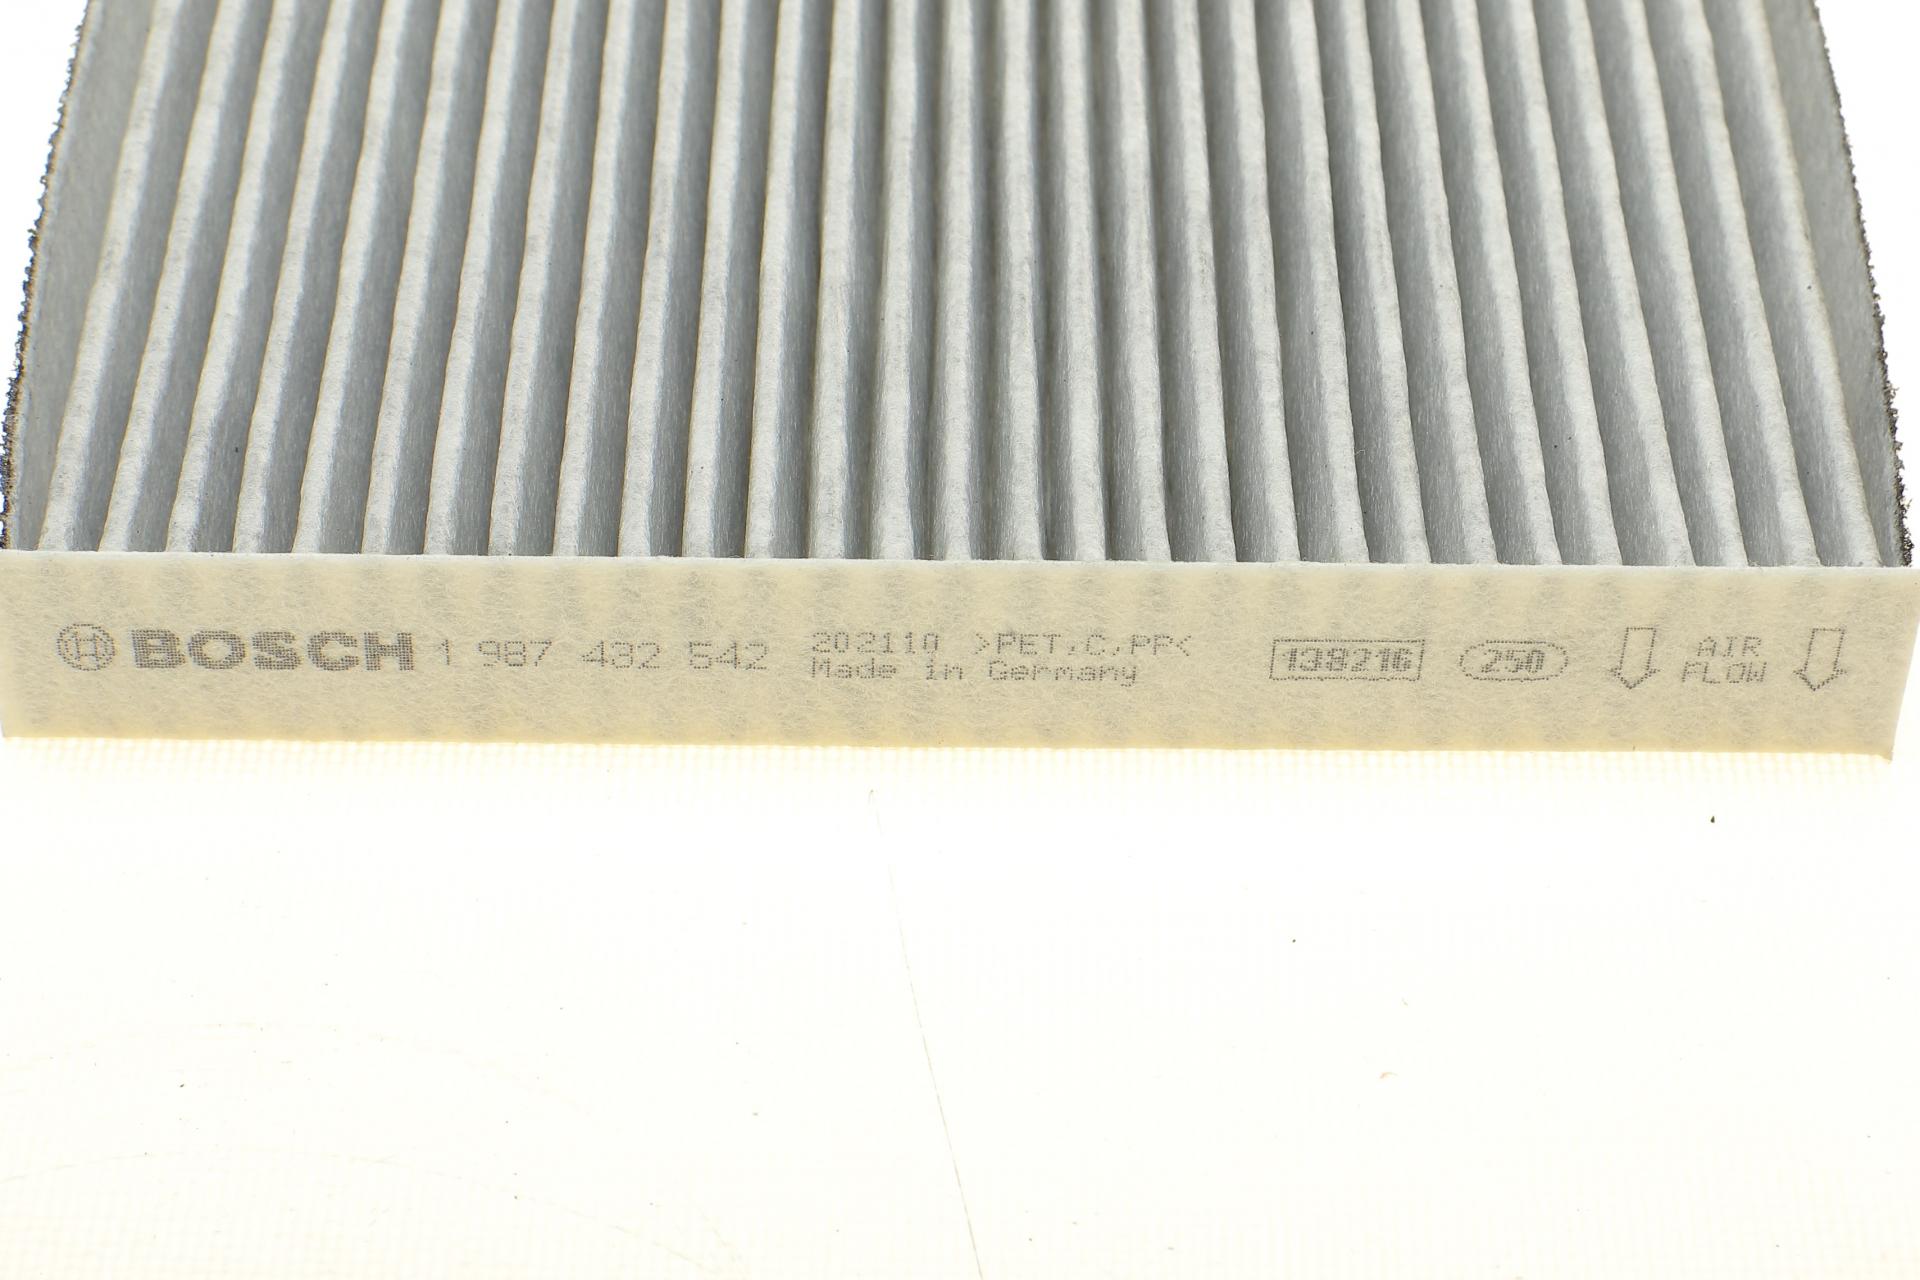 BOSCH 1 987 432 542
202110 >PET,C,PP<
Made in Germany
138216
250
AIR
FLOW